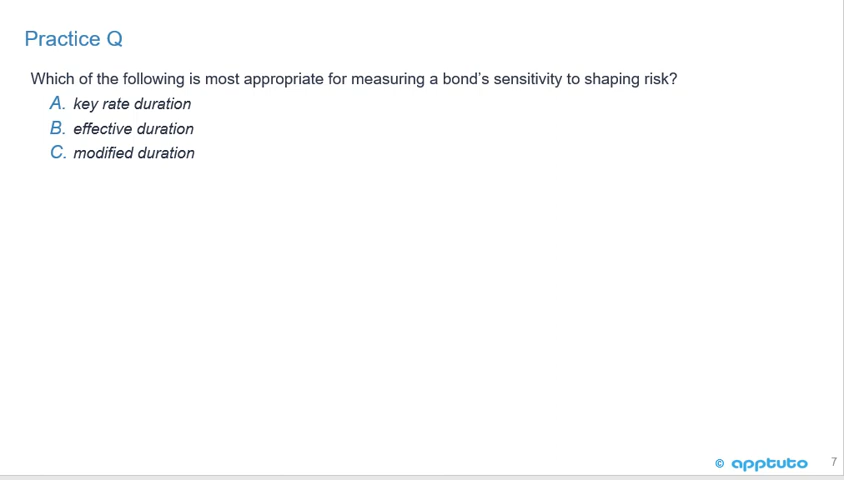 Practice Q
Which of the following is most appropriate for measuring a bond's sensitivity to shaping risk?
A. key rate duration
B. effective duration
C. modified duration
© apptuto 7